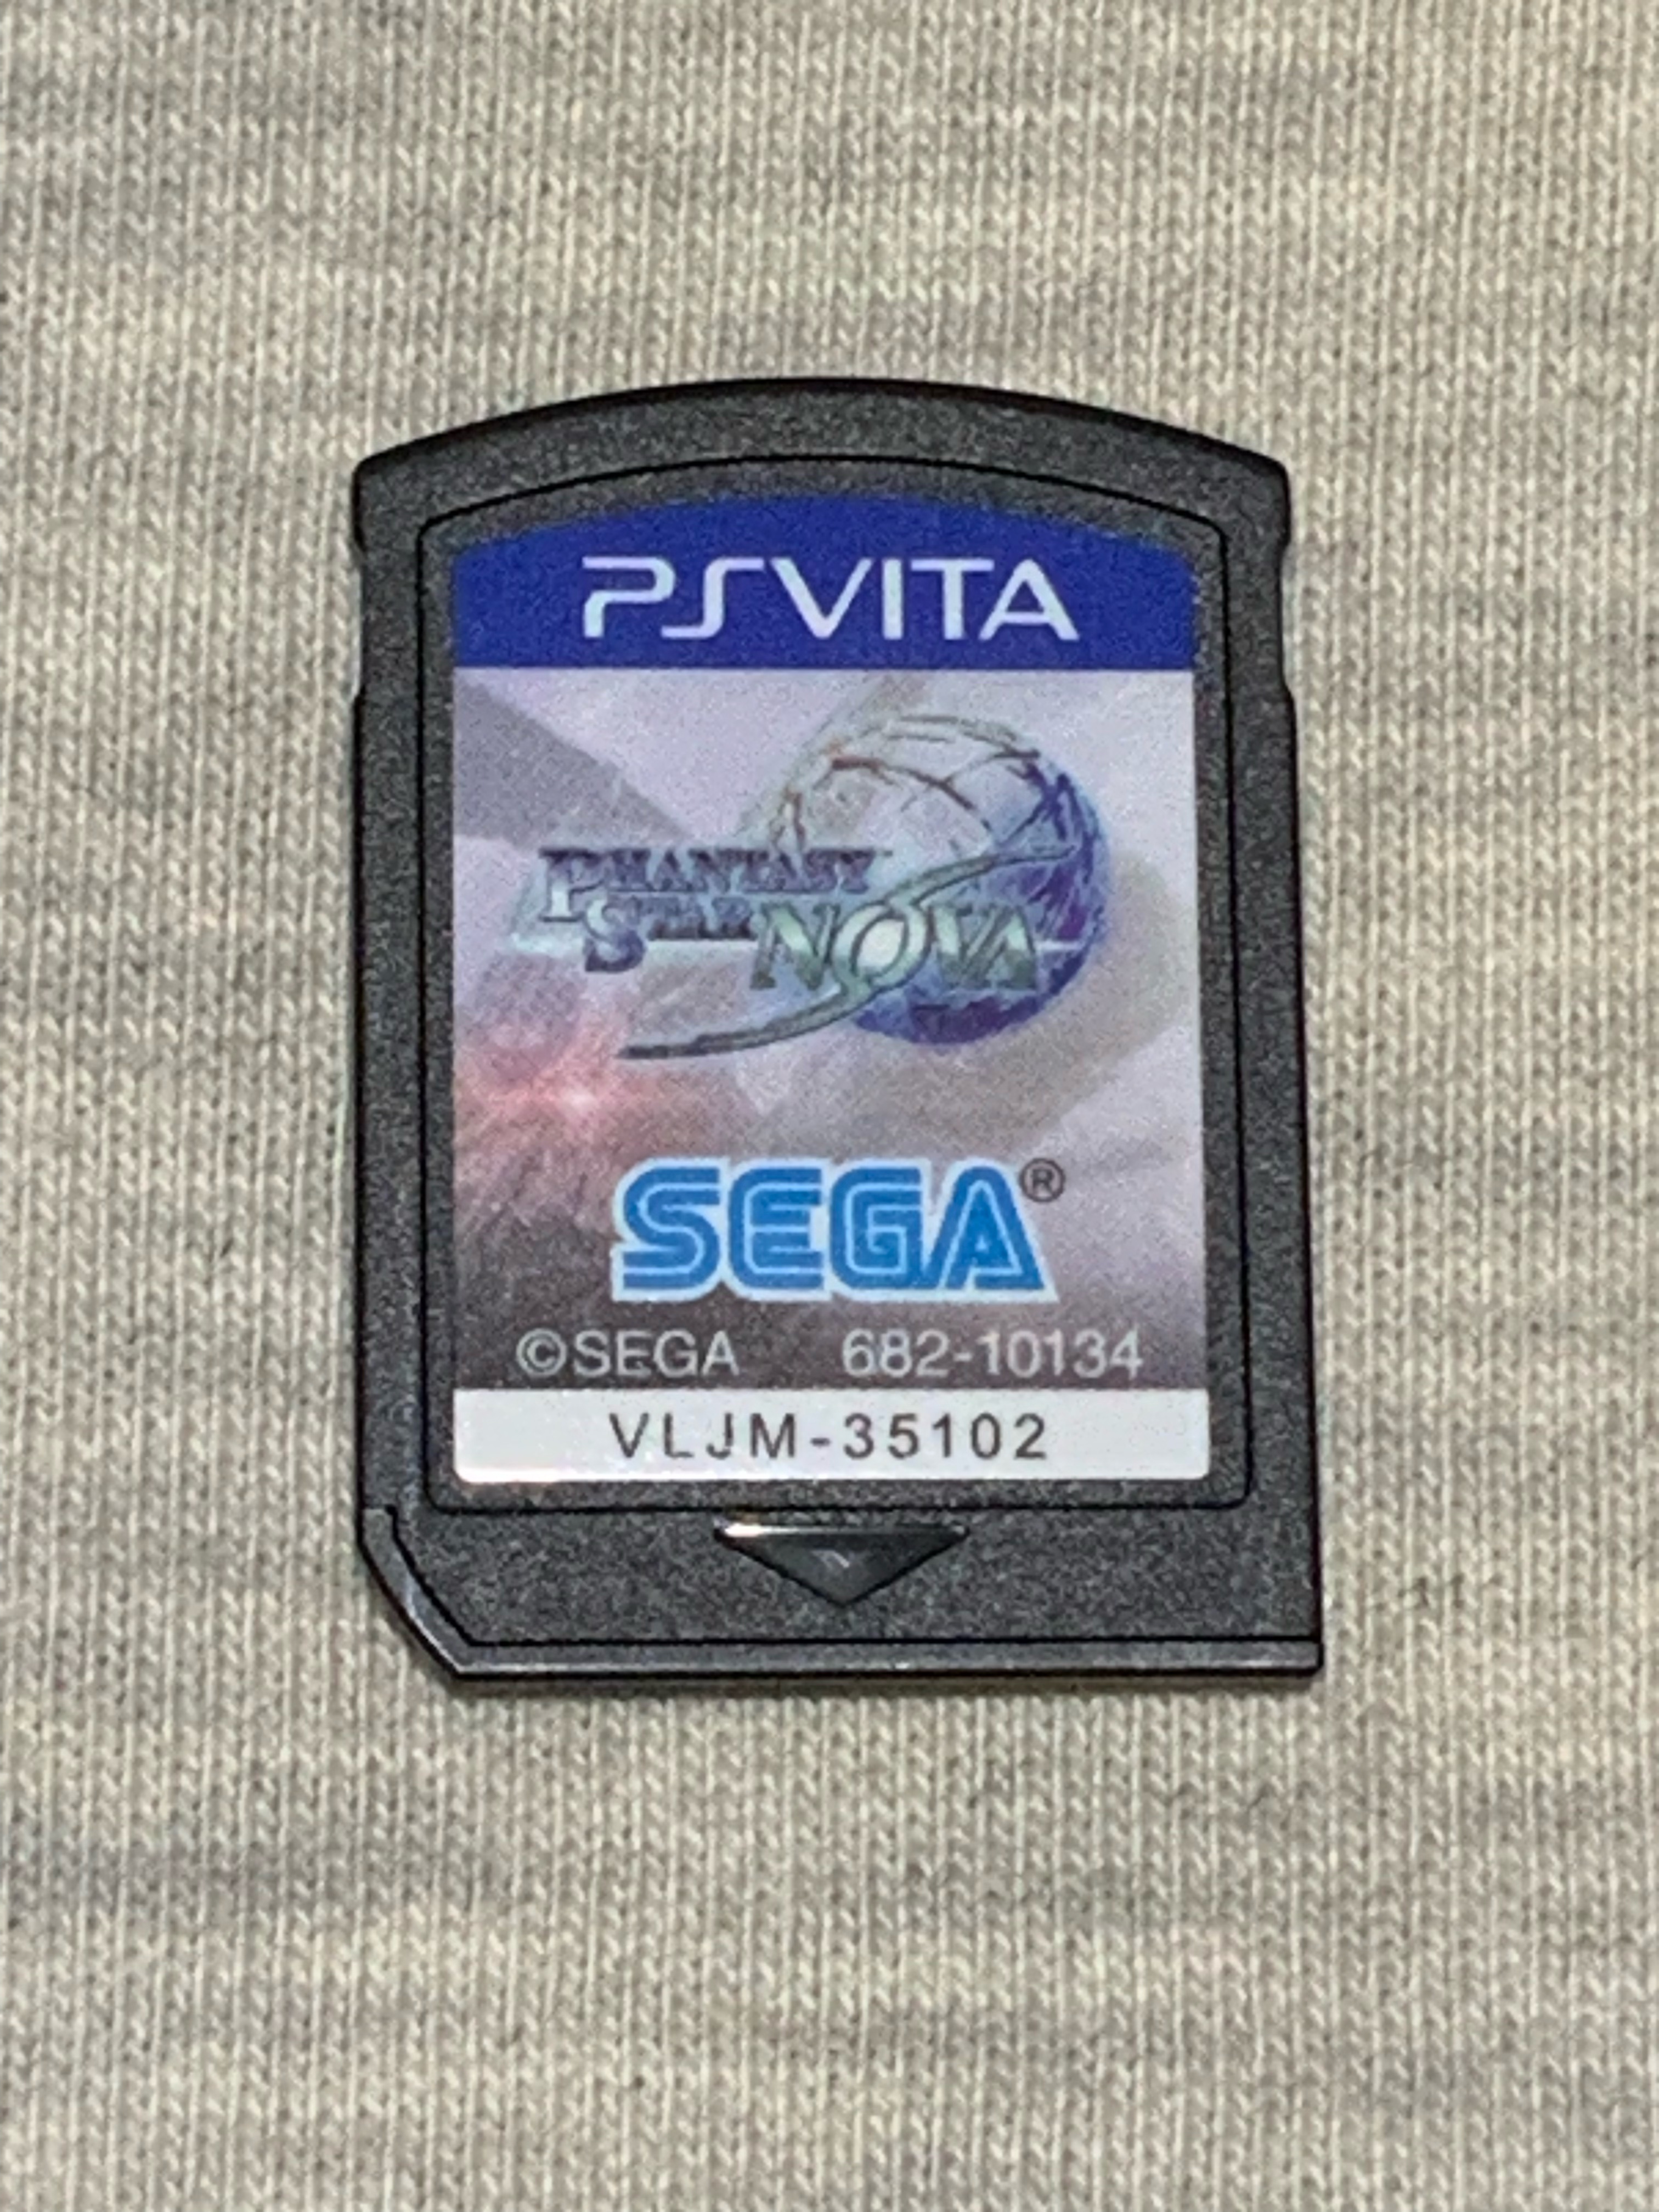 PSVITA
PHANTASY
STAR NOVA
SEGA®
©SEGA 682-10134
VLJM-35102